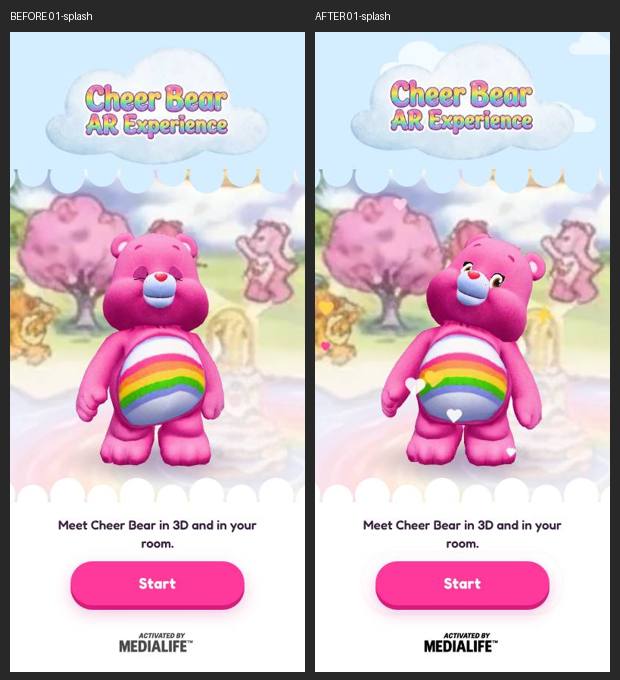 BEFORE 01-splash
Cheer Bear
AR Experience
Meet Cheer Bear in 3D and in your
room.
Start
ACTIVATED BY
MEDIALIFE™
AFTER 01-splash
Cheer Bear
AR Experience
Meet Cheer Bear in 3D and in your
room.
Start
ACTIVATED BY
MEDIALIFE™